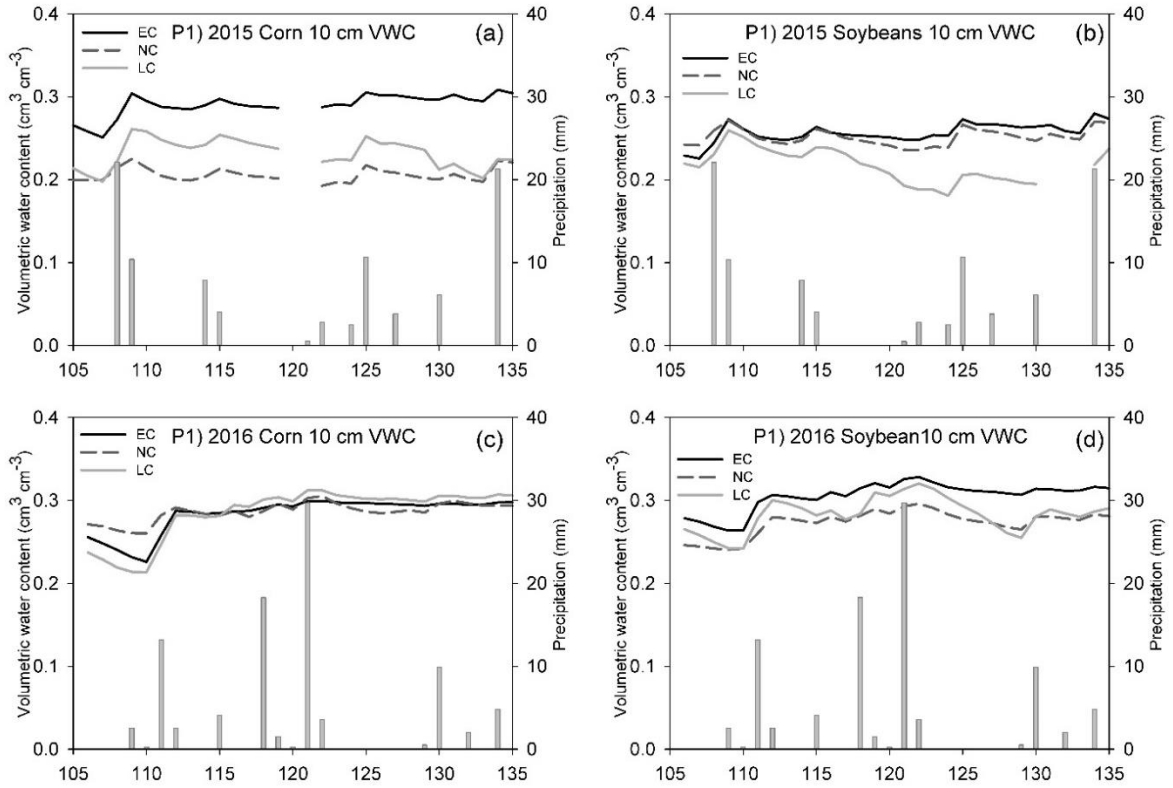 P1) 2015 Corn 10 cm VWC (a)
EC
NC
LC
Volumetric water content (cm³ cm⁻³)
0.4
0.3
0.2
0.1
0.0
40
30
20
10
0
Precipitation (mm)
105 110 115 120 125 130 135
P1) 2015 Soybeans 10 cm VWC (b)
EC
NC
LC
Volumetric water content (cm³ cm⁻³)
0.4
0.3
0.2
0.1
0.0
40
30
20
10
0
Precipitation (mm)
105 110 115 120 125 130 135
P1) 2016 Corn 10 cm VWC (c)
EC
NC
LC
Volumetric water content (cm³ cm⁻³)
0.4
0.3
0.2
0.1
0.0
40
30
20
10
0
Precipitation (mm)
105 110 115 120 125 130 135
P1) 2016 Soybean10 cm VWC (d)
EC
NC
LC
Volumetric water content (cm³ cm⁻³)
0.4
0.3
0.2
0.1
0.0
40
30
20
10
0
Precipitation (mm)
105 110 115 120 125 130 135